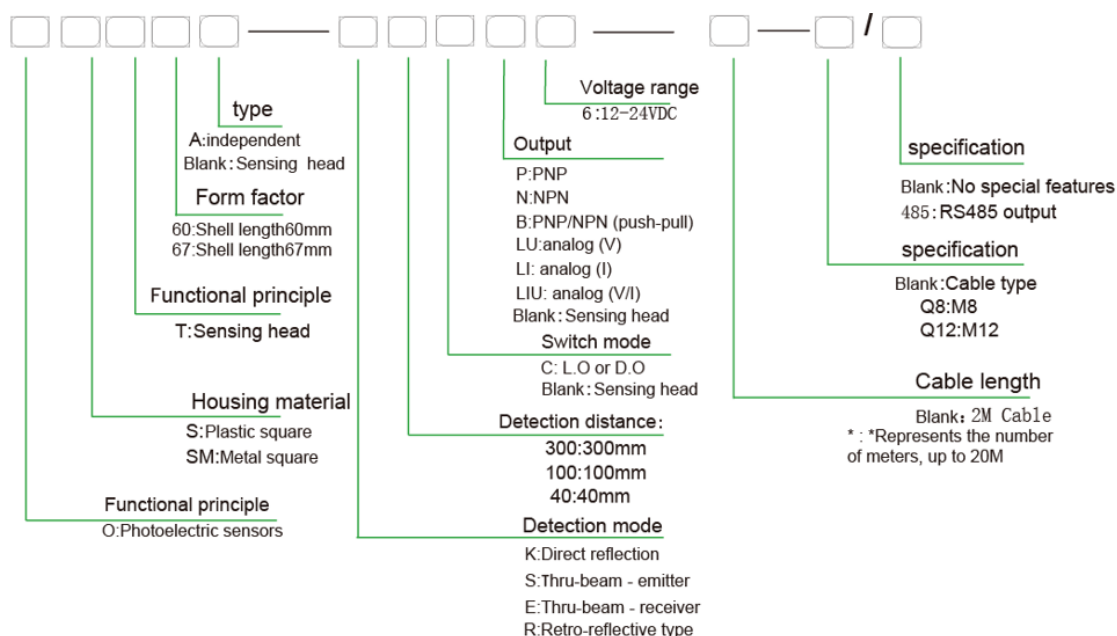 /
Voltage range
6:12-24VDC
type
A:independent
Blank:Sensing head
Output
P:PNP
N:NPN
B:PNP/NPN (push-pull)
LU:analog (V)
LI: analog (I)
LIU: analog (V/I)
Blank:Sensing head
specification
Blank:No special features
485:RS485 output
Form factor
60:Shell length60mm
67:Shell length67mm
specification
Blank:Cable type
Q8:M8
Q12:M12
Functional principle
T:Sensing head
Switch mode
C: L.O or D.O
Blank:Sensing head
Cable length
Blank: 2M Cable
* : *Represents the number
of meters, up to 20M
Housing material
S:Plastic square
SM:Metal square
Detection distance:
300:300mm
100:100mm
40:40mm
Functional principle
O:Photoelectric sensors
Detection mode
K:Direct reflection
S:Thru-beam - emitter
E:Thru-beam - receiver
R:Retro-reflective type